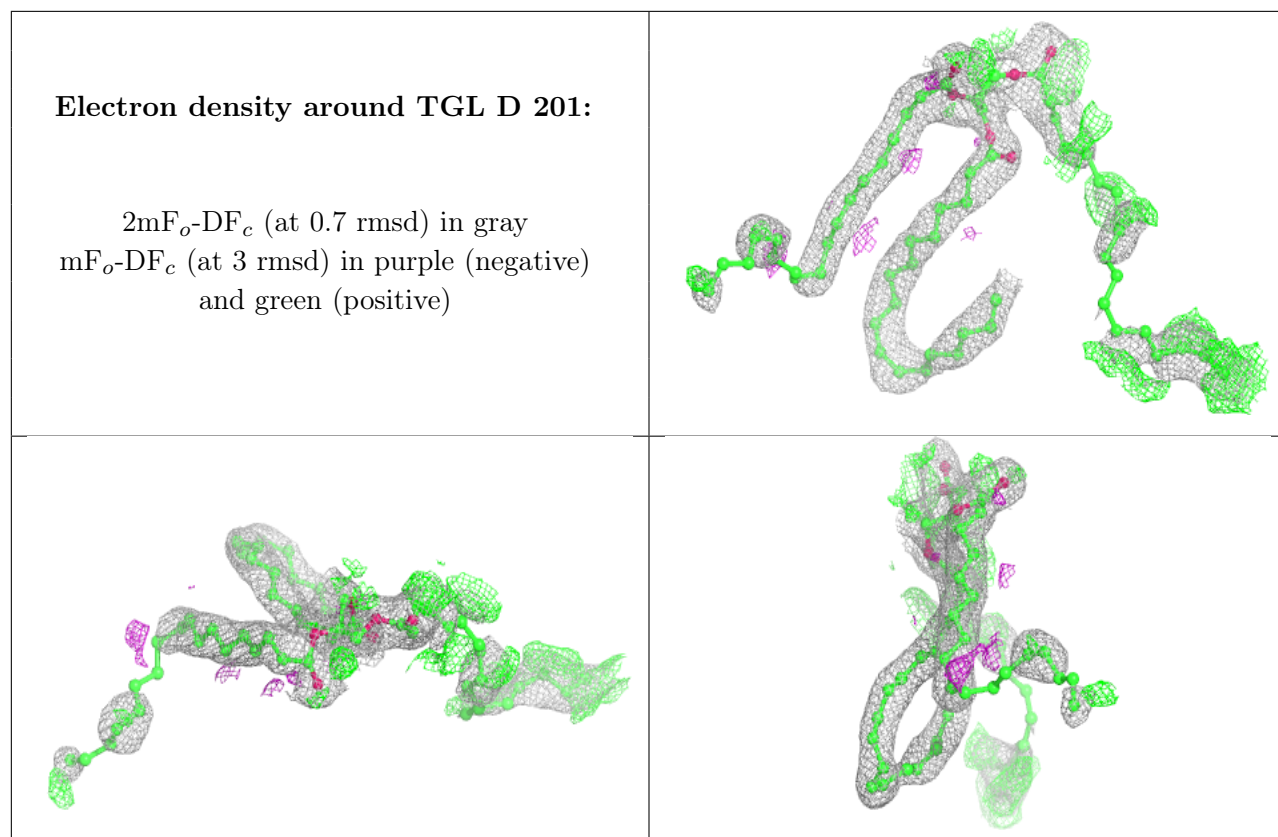 Electron density around TGL D 201:
2mFo-DFc (at 0.7 rmsd) in gray
mFo-DFc (at 3 rmsd) in purple (negative)
and green (positive)